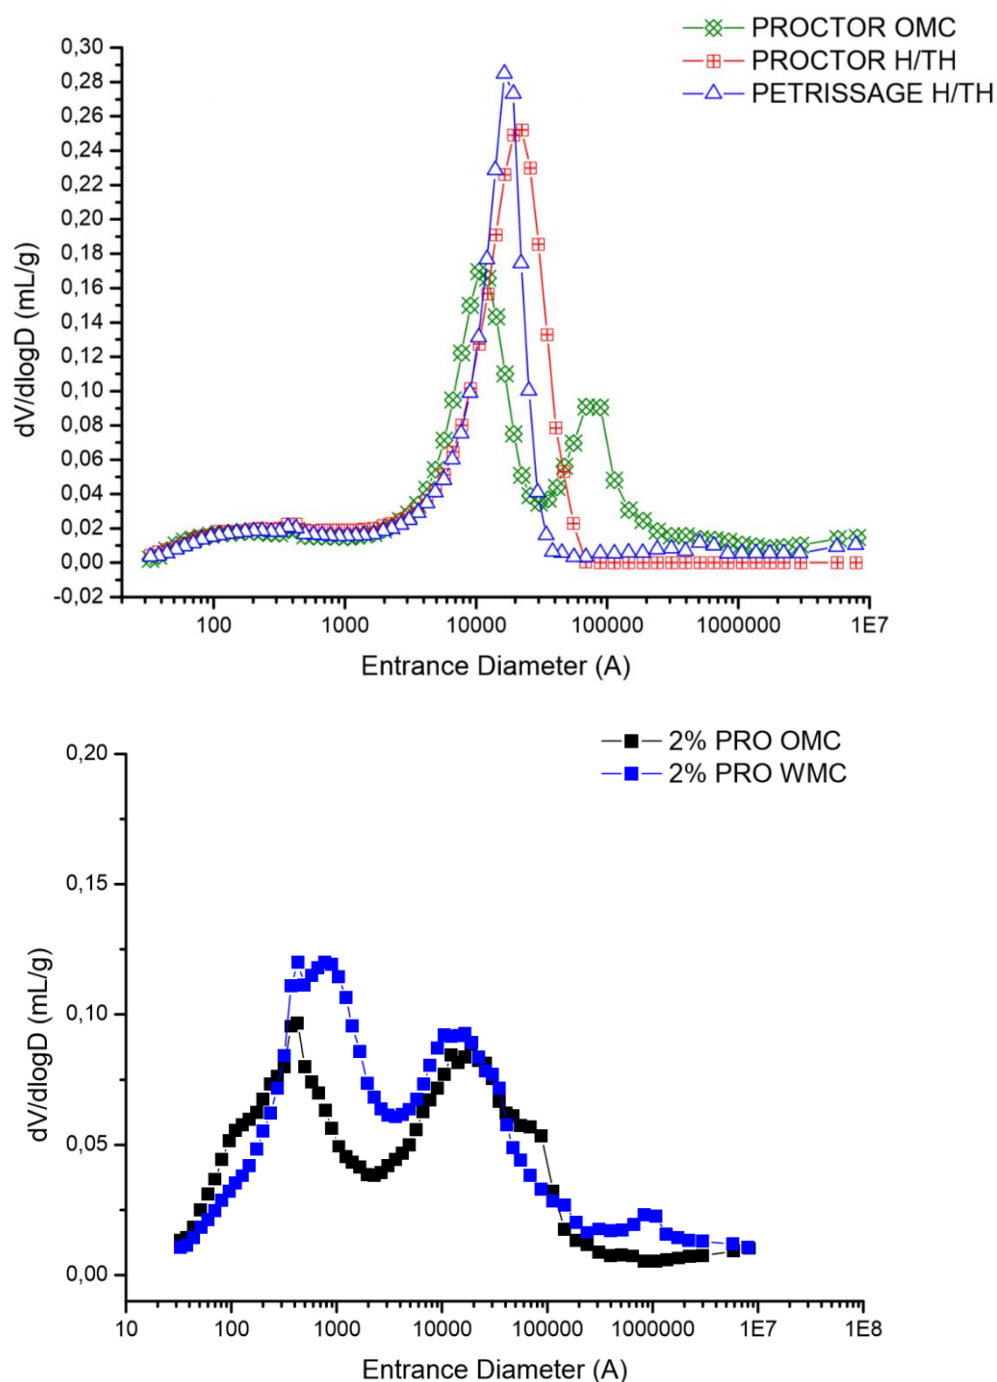 PROCTOR OMC
PROCTOR H/TH
PETRISSAGE H/TH
0,30
0,28
0,26
0,24
0,22
0,20
0,18
0,16
0,14
0,12
0,10
0,08
0,06
0,04
0,02
0,00
-0,02
dV/dlogD (mL/g)
100 1000 10000 100000 1000000 1E7
Entrance Diameter (A)
2% PRO OMC
2% PRO WMC
0,20
0,15
0,10
0,05
0,00
dV/dlogD (mL/g)
10 100 1000 10000 100000 1000000 1E7 1E8
Entrance Diameter (A)